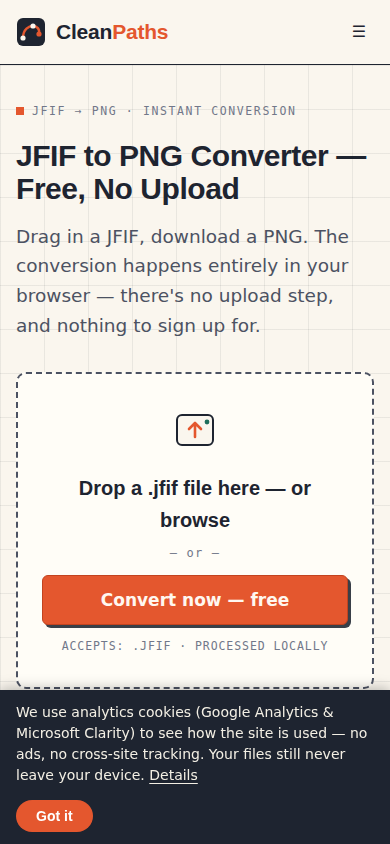 CleanPaths
☰
JFIF → PNG · INSTANT CONVERSION
JFIF to PNG Converter —
Free, No Upload
Drag in a JFIF, download a PNG. The
conversion happens entirely in your
browser — there's no upload step,
and nothing to sign up for.
Drop a .jfif file here — or
browse
— or —
Convert now — free
ACCEPTS: .JFIF · PROCESSED LOCALLY
We use analytics cookies (Google Analytics &
Microsoft Clarity) to see how the site is used — no
ads, no cross-site tracking. Your files still never
leave your device. Details
Got it